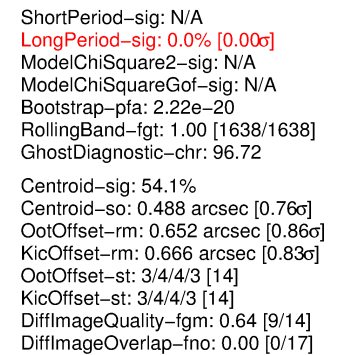 ShortPeriod-sig: N/A
LongPeriod-sig: 0.0% [0.00σ]
ModelChiSquare2-sig: N/A
ModelChiSquareGof-sig: N/A
Bootstrap-pfa: 2.22e-20
RollingBand-fgt: 1.00 [1638/1638]
GhostDiagnostic-chr: 96.72
Centroid-sig: 54.1%
Centroid-so: 0.488 arcsec [0.76σ]
OotOffset-rm: 0.652 arcsec [0.86σ]
KicOffset-rm: 0.666 arcsec [0.83σ]
OotOffset-st: 3/4/4/3 [14]
KicOffset-st: 3/4/4/3 [14]
DiffImageQuality-fgm: 0.64 [9/14]
DiffImageOverlap-fno: 0.00 [0/17]